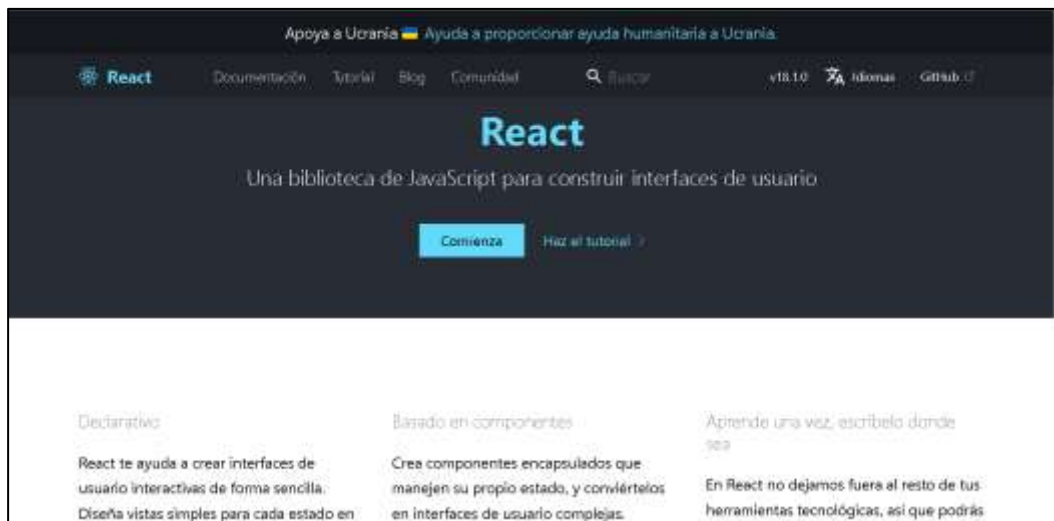 Apoya a Ucrania 🇺🇦 Ayuda a proporcionar ayuda humanitaria a Ucrania.
React Documentación Tutorial Blog Comunidad Buscar v18.1.0 Idiomas GitHub
React
Una biblioteca de JavaScript para construir interfaces de usuario
Comienza Haz el tutorial >
Declarativo
React te ayuda a crear interfaces de
usuario interactivas de forma sencilla.
Diseña vistas simples para cada estado en
Basado en componentes
Crea componentes encapsulados que
manejen su propio estado, y conviértelos
en interfaces de usuario complejas.
Aprende una vez, escríbelo donde
sea
En React no dejamos fuera al resto de tus
herramientas tecnológicas, así que podrás